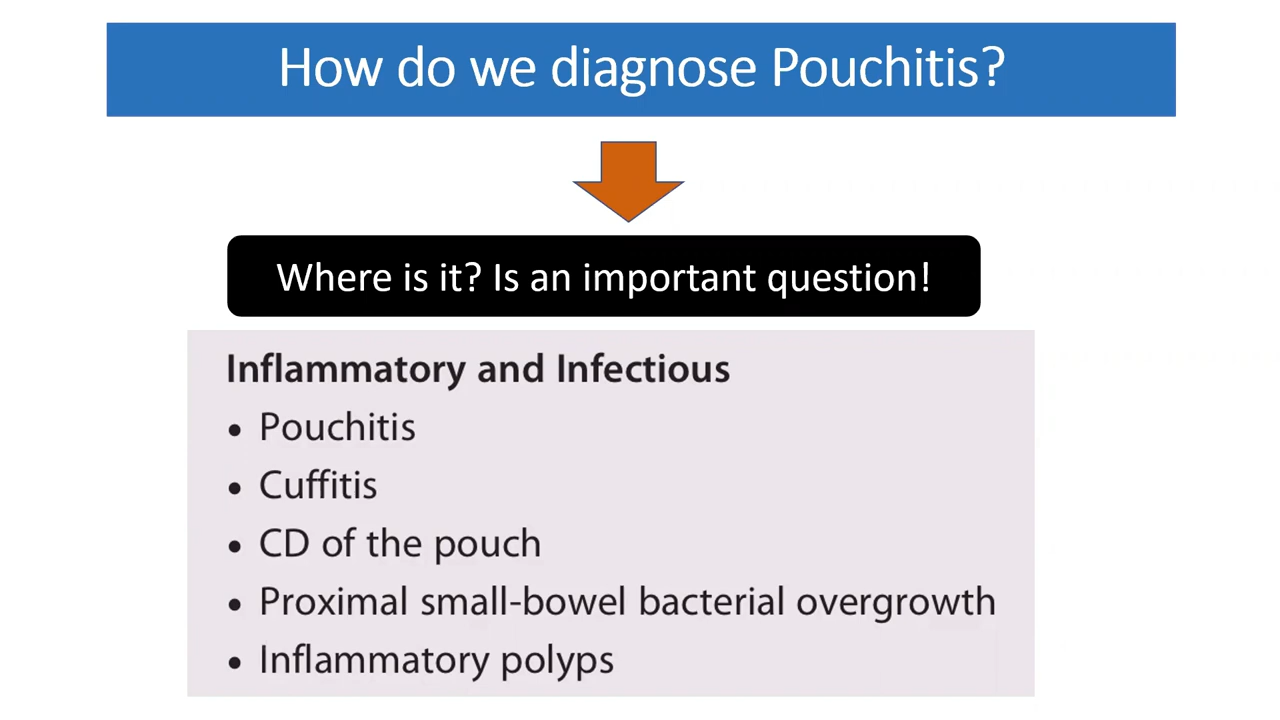 How do we diagnose Pouchitis?
Where is it? Is an important question!
Inflammatory and Infectious
• Pouchitis
• Cuffitis
• CD of the pouch
• Proximal small-bowel bacterial overgrowth
• Inflammatory polyps